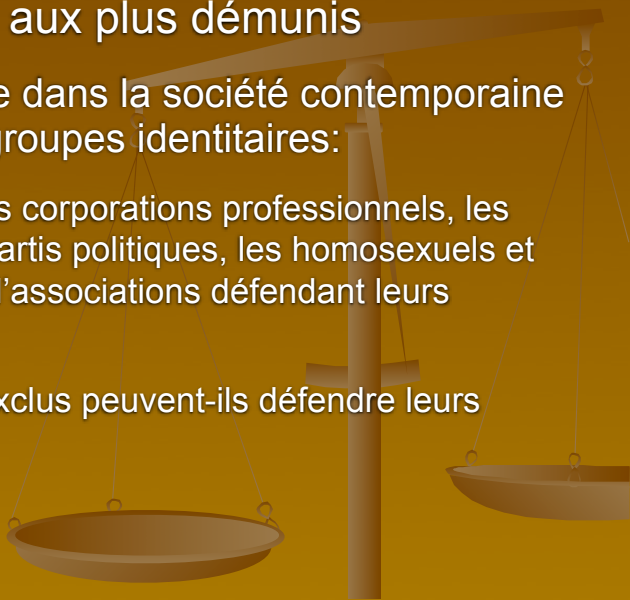 aux plus démunis
e dans la société contemporaine
groupes identitaires:
s corporations professionnels, les
artis politiques, les homosexuels et
l'associations défendant leurs
xclus peuvent-ils défendre leurs